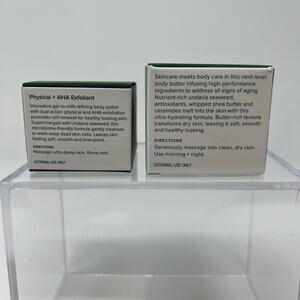 Physical + AHA Exfoliant
Innovative gel-to-milk refining body polish
with dual action physical and AHA exfoliation
promotes cell renewal for healthy looking skin.
Supercharged with Undaria seaweed, this
microbiome-friendly formula gently cleanses
to wash away dead skin cells. Leaves skin
feeling soft, smooth and energized.
DIRECTIONS
Massage onto damp skin. Rinse well.
EXTERNAL USE ONLY
Skincare meets body care in this next-level
body butter infusing high-performance
ingredients to address all signs of aging.
Nutrient-rich undaria seaweed,
antioxidants, whipped shea butter and
ceramides melt into the skin with this
ultra-hydrating formula. Butter-rich texture
transforms dry skin, leaving it soft, smooth
and healthy looking.
DIRECTIONS
Generously massage into clean, dry skin.
Use morning + night.
EXTERNAL USE ONLY